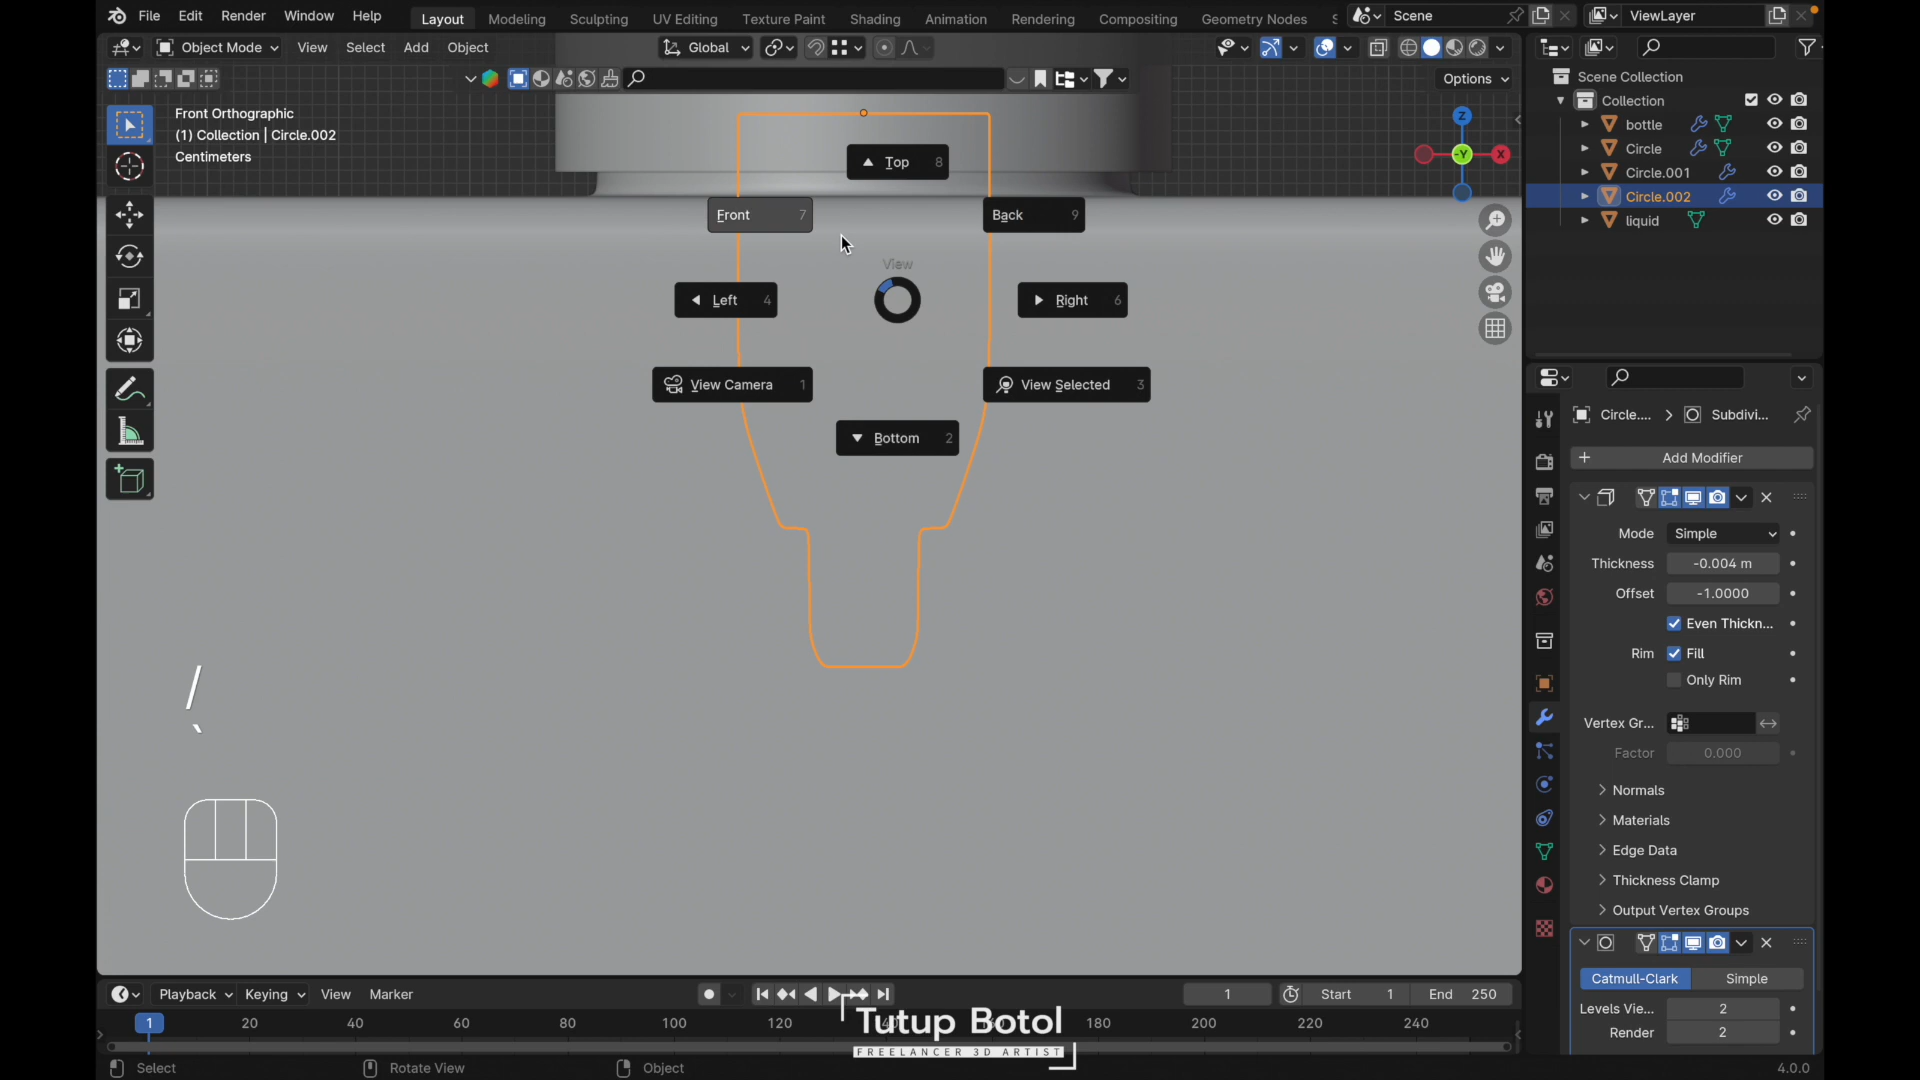 File Edit Render Window Help Layout Modeling Sculpting UV Editing Texture Paint Shading Animation Rendering Compositing Geometry Nodes S Scene ViewLayer
Object Mode View Select Add Object Global
Options
Front Orthographic
(1) Collection | Circle.002
Centimeters
Z
-Y
X
Top 8
Front 7
Back 9
View
Left 4
Right 6
View Camera 1
View Selected 3
Bottom 2
/
`
Scene Collection
Collection
bottle
Circle
Circle.001
Circle.002
liquid
Circle.... > Subdivi...
+ Add Modifier
Mode Simple
Thickness -0.004 m
Offset -1.0000
Even Thickn...
Rim Fill
Only Rim
Vertex Gr...
Factor 0.000
Normals
Materials
Edge Data
Thickness Clamp
Output Vertex Groups
Catmull-Clark Simple
Levels Vie... 2
Render 2
Playback Keying View Marker 1 Start 1 End 250
1 20 40 60 80 100 120 180 200 220 240
Tutup Botol
FREELANCER 3D ARTIST
Select Rotate View Object 4.0.0